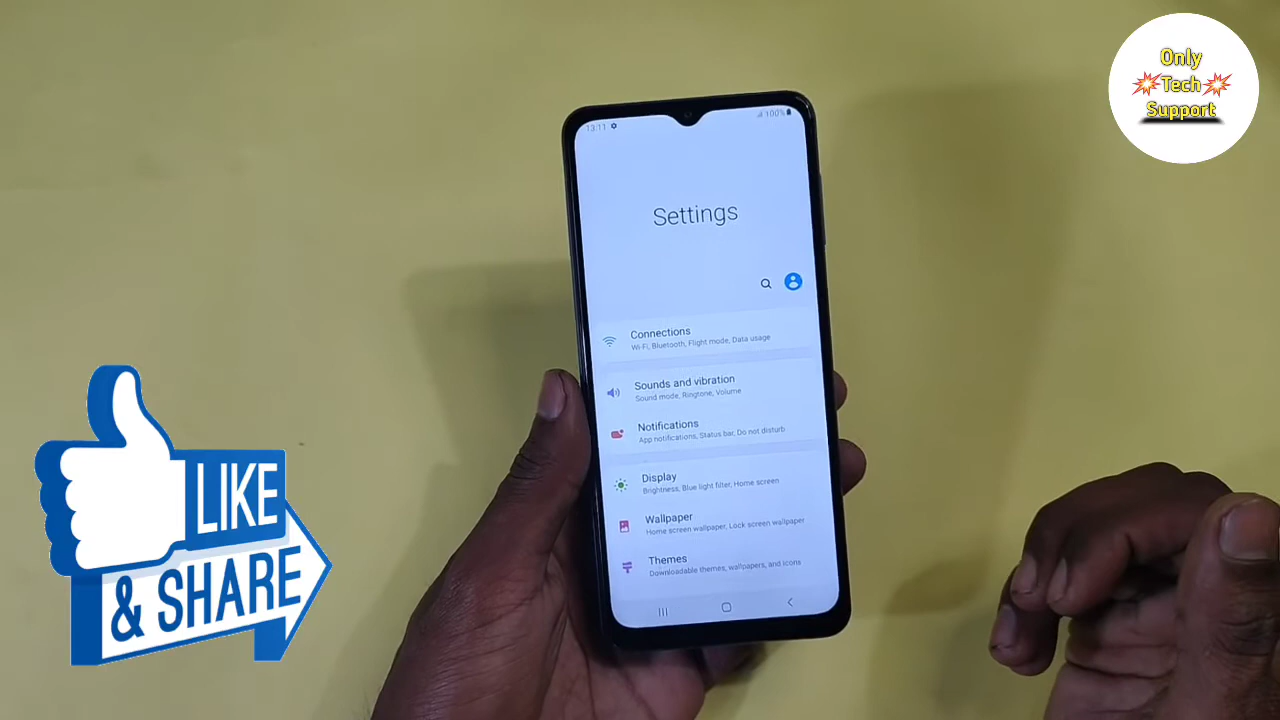 Only
Tech
Support
13:11
100%
Settings
Connections
Wi-Fi, Bluetooth, Flight mode, Data usage
Sounds and vibration
Sound mode, Ringtone, Volume
Notifications
App notifications, Status bar, Do not disturb
Display
Brightness, Blue light filter, Home screen
Wallpaper
Home screen wallpaper, Lock screen wallpaper
Themes
Downloadable themes, wallpapers, and icons
LIKE
& SHARE